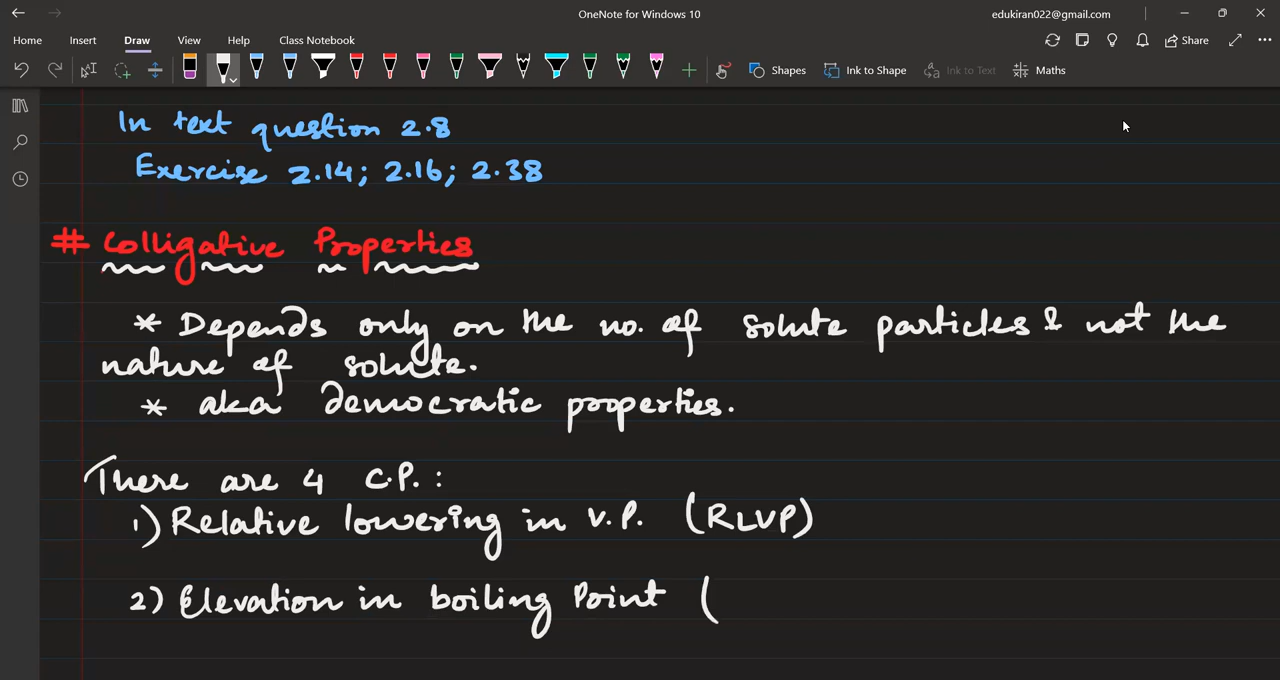 OneNote for Windows 10
edukiran022@gmail.com
Home Insert Draw View Help Class Notebook
Share
Shapes Ink to Shape Ink to Text Maths
In text question 2.8
Exercise 2.14; 2.16; 2.38
# Colligative Properties
* Depends only on the no. of solute particles & not the
nature of solute.
* aka democratic properties.
There are 4 C.P. :
1) Relative lowering in V.P. (RLVP)
2) Elevation in boiling Point (